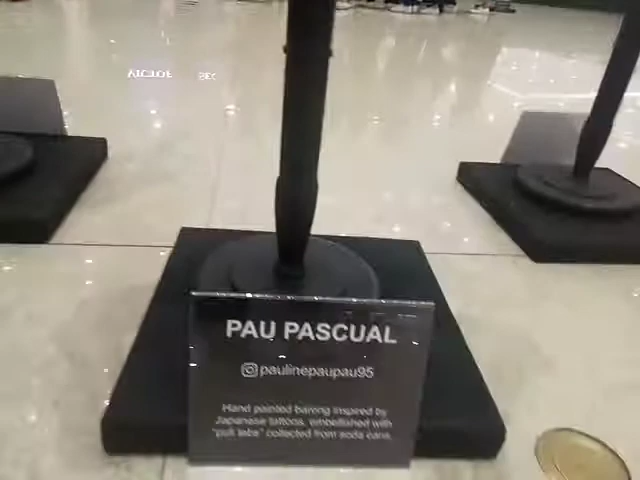 PAU PASCUAL
paulinepaupau95
Hand painted barong inspired by
Japanese tattoos, embellished with
"pull tabs" collected from soda cans.